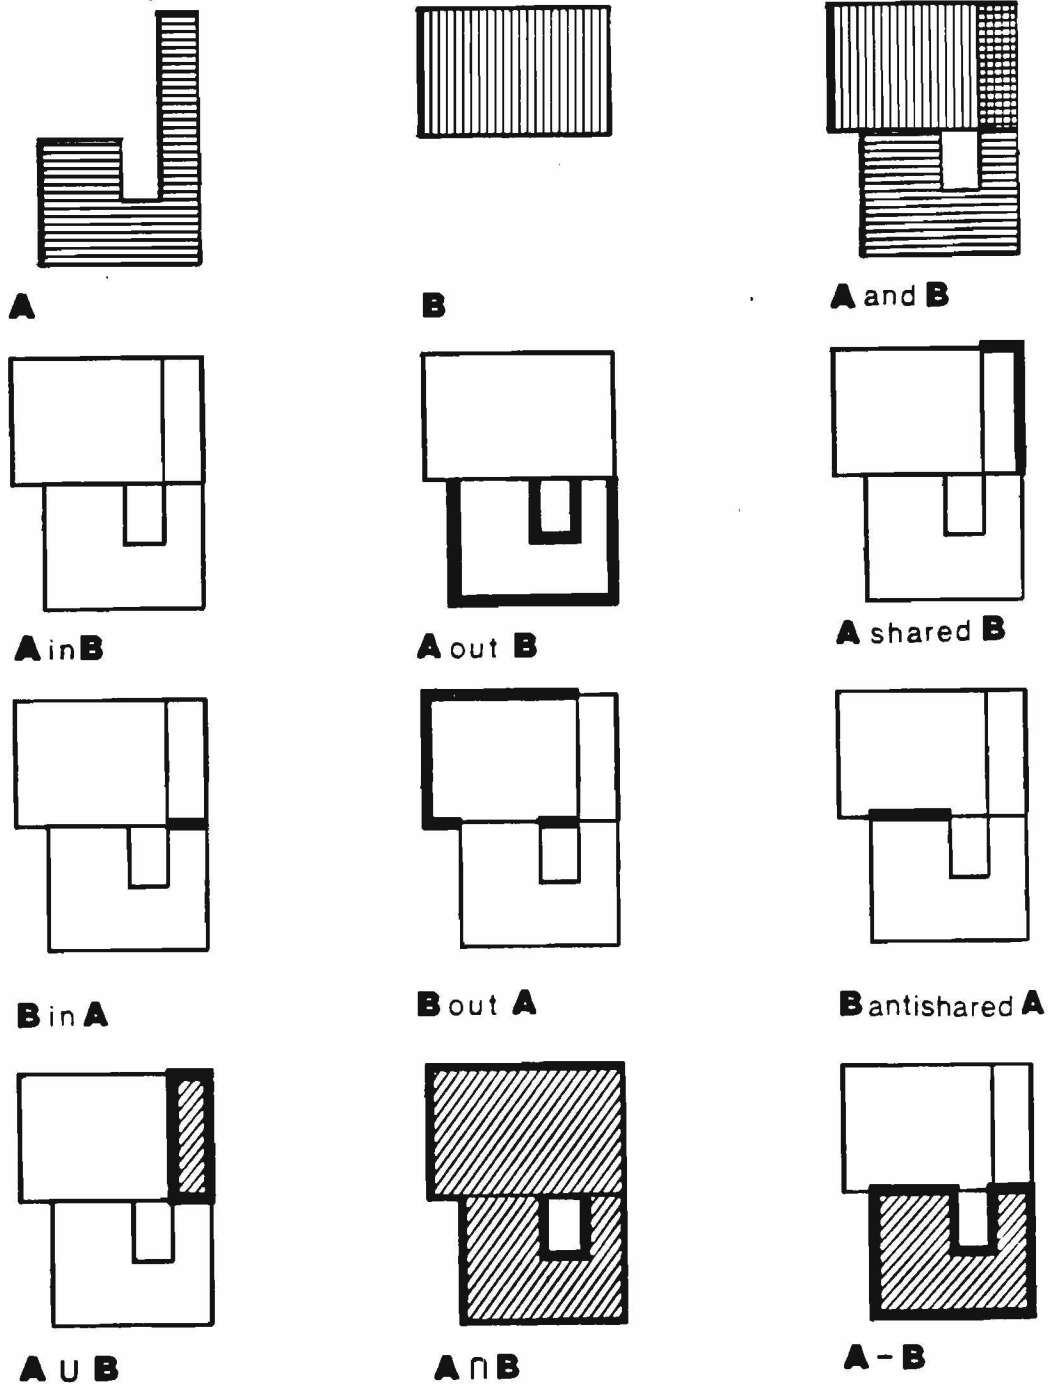 A
B
A and B
A in B
A out B
A shared B
B in A
B out A
B antishared A
A ∪ B
A ∩ B
A - B